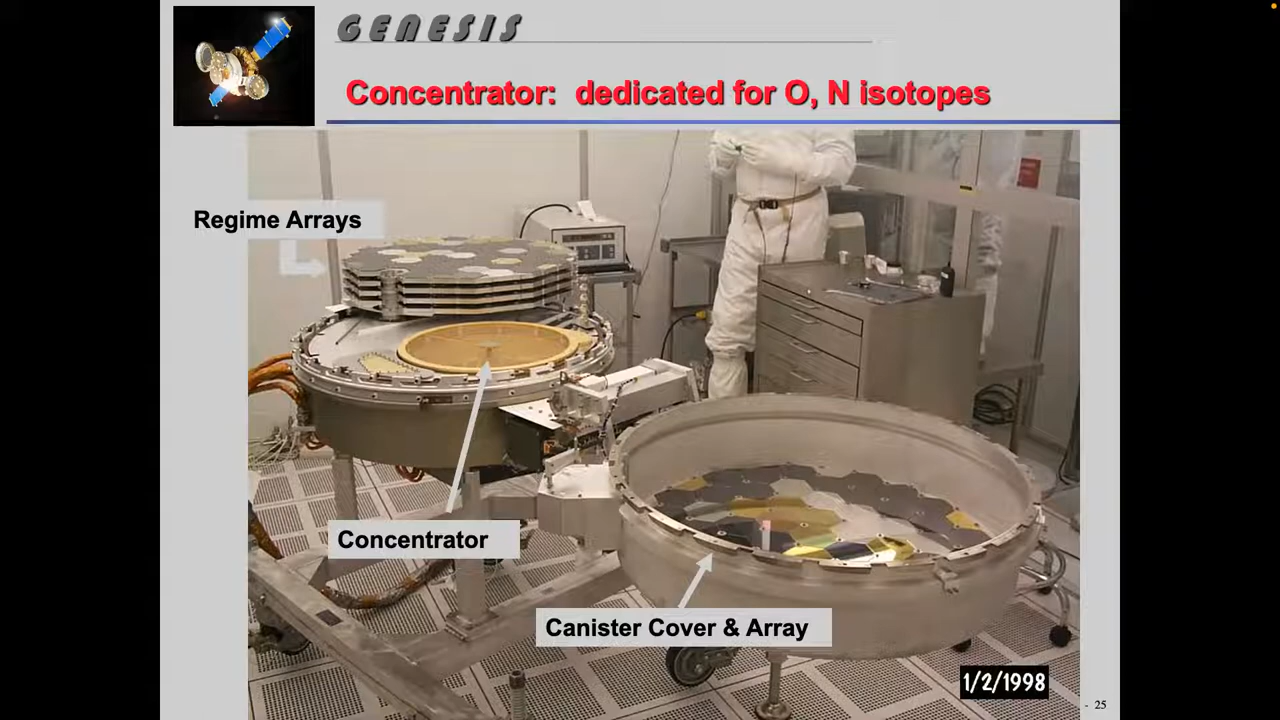 GENESIS
Concentrator: dedicated for O, N isotopes
Regime Arrays
Concentrator
Canister Cover & Array
1/2/1998
- 25